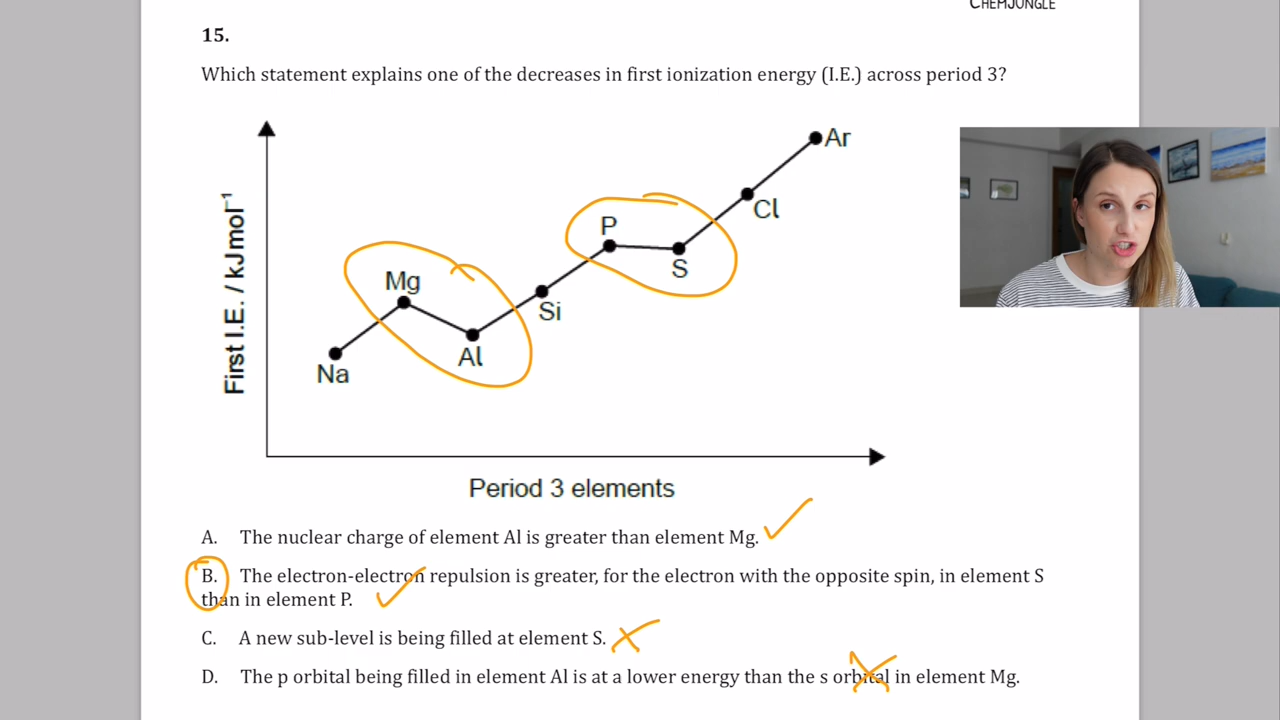 CHEMJUNGLE
15.
Which statement explains one of the decreases in first ionization energy (I.E.) across period 3?
Ar
Cl
P
S
Mg
Si
Al
Na
First I.E. / kJ mol⁻¹
Period 3 elements
A. The nuclear charge of element Al is greater than element Mg.
B. The electron-electron repulsion is greater, for the electron with the opposite spin, in element S
than in element P.
C. A new sub-level is being filled at element S.
D. The p orbital being filled in element Al is at a lower energy than the s orbital in element Mg.